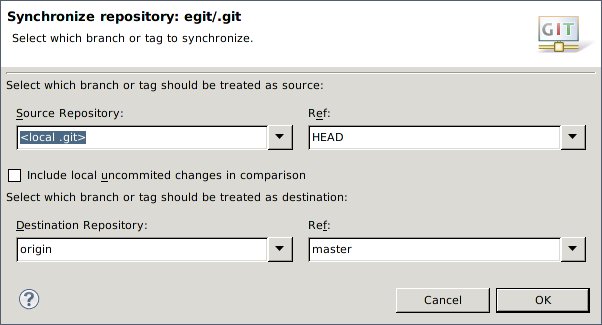 Synchronize repository: egit/.git
Select which branch or tag to synchronize.
GIT
Select which branch or tag should be treated as source:
Source Repository: Ref:
<local .git> HEAD
Include local uncommited changes in comparison
Select which branch or tag should be treated as destination:
Destination Repository: Ref:
origin master
? Cancel OK